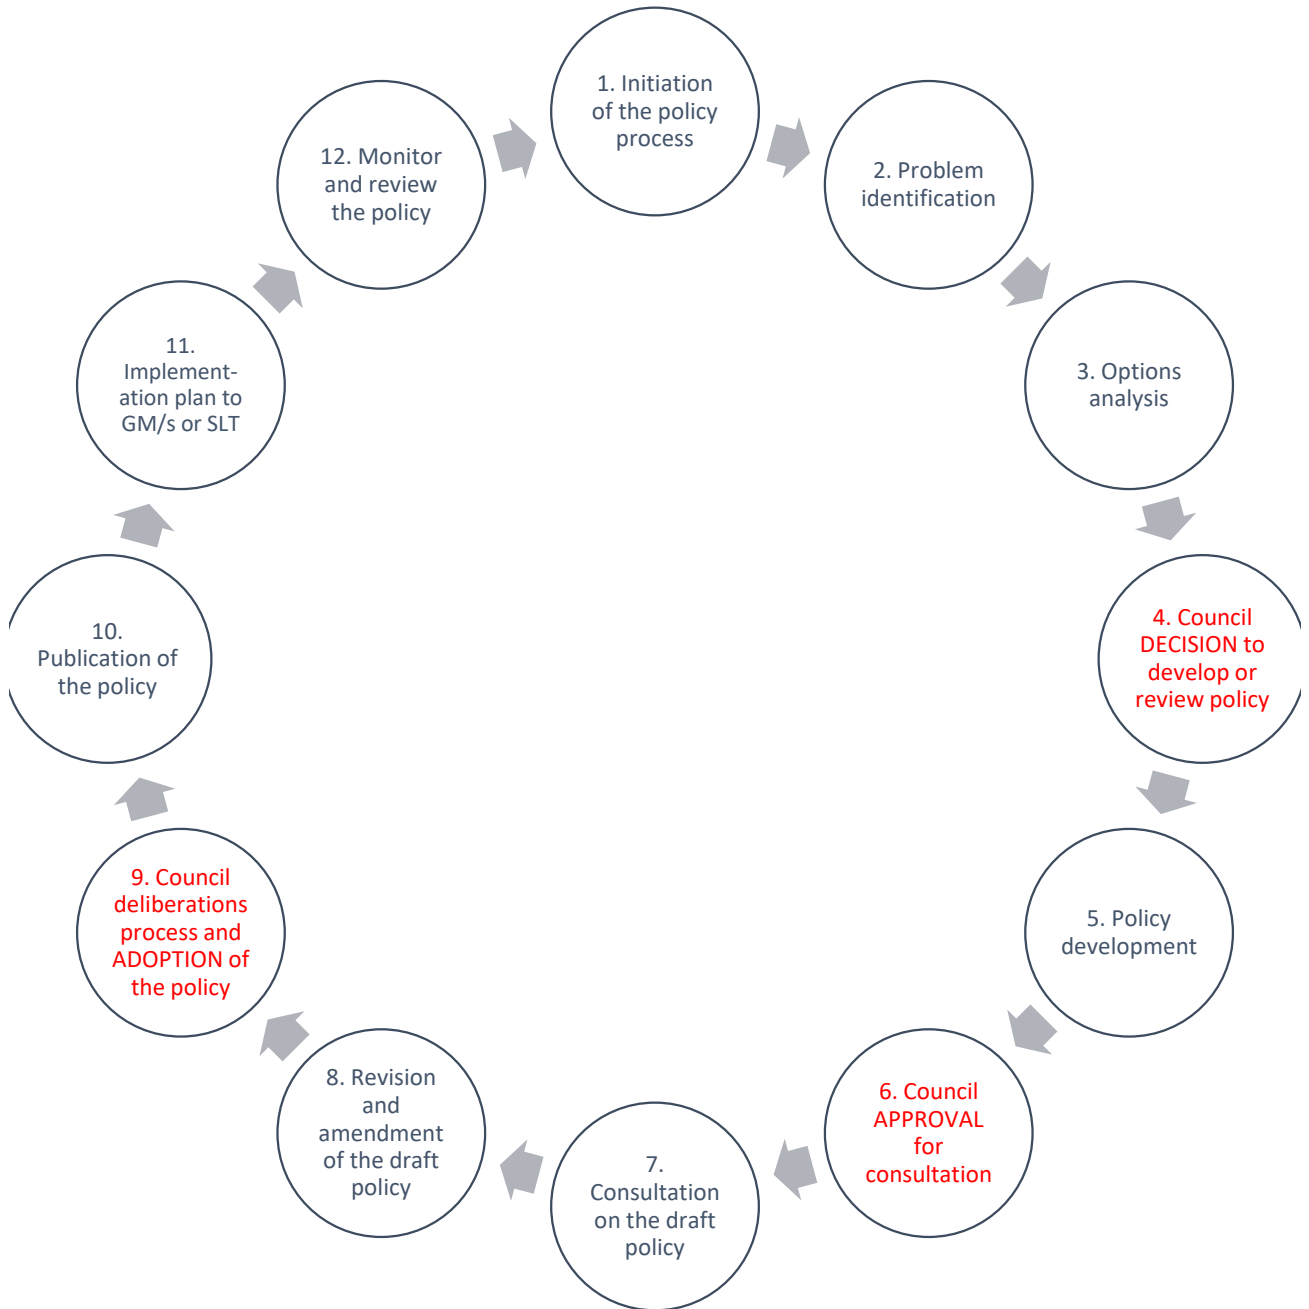 1. Initiation
of the policy
process
2. Problem
identification
3. Options
analysis
4. Council
DECISION to
develop or
review policy
5. Policy
development
6. Council
APPROVAL
for
consultation
7.
Consultation
on the draft
policy
8. Revision
and
amendment
of the draft
policy
9. Council
deliberations
process and
ADOPTION of
the policy
10.
Publication of
the policy
11.
Implement-
ation plan to
GM/s or SLT
12. Monitor
and review
the policy